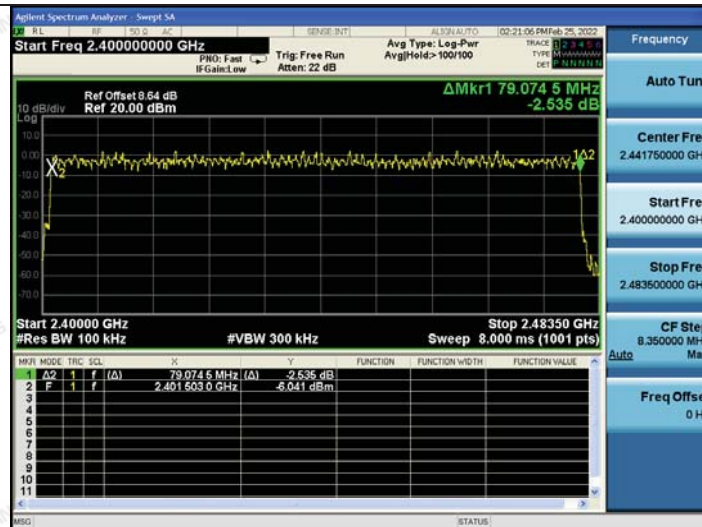 Agilent Spectrum Analyzer - Swept SA
RL RF 50 Ω AC SENSE:INT ALIGNAUTO 02:21:06 PM Feb 25, 2022
Start Freq 2.400000000 GHz
PNO: Fast
IFGain:Low
Trig: Free Run
Atten: 22 dB
Avg Type: Log-Pwr
Avg|Hold:> 100/100
TRACE 1 2 3 4 5 6
TYPE M
DET P N N N N N
Ref Offset 8.64 dB
10 dB/div Ref 20.00 dBm
ΔMkr1 79.074 5 MHz
-2.535 dB
Log
10.0
0.00
-10.0
-20.0
-30.0
-40.0
-50.0
-60.0
-70.0
X2
1Δ2
Start 2.40000 GHz Stop 2.48350 GHz
#Res BW 100 kHz #VBW 300 kHz Sweep 8.000 ms (1001 pts)
MKR MODE TRC SCL X Y FUNCTION FUNCTION WIDTH FUNCTION VALUE
1 Δ2 1 f (Δ) 79.074 5 MHz (Δ) -2.535 dB
2 F 1 f 2.401 503 0 GHz -6.041 dBm
3
4
5
6
7
8
9
10
11
MSG STATUS
Frequency
Auto Tun
Center Fre
2.441750000 GH
Start Fre
2.400000000 GH
Stop Fre
2.483500000 GH
CF Step
8.350000 MH
Auto Ma
Freq Offse
0 H